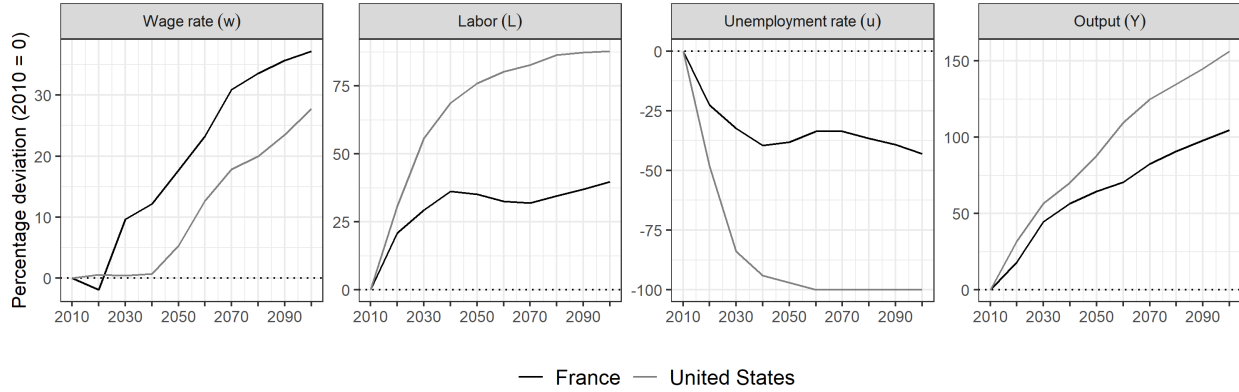 Wage rate (w)
Labor (L)
Unemployment rate (u)
Output (Y)
Percentage deviation (2010 = 0)
30
20
10
0
2010 2030 2050 2070 2090
75
50
25
0
2010 2030 2050 2070 2090
0
-25
-50
-75
-100
2010 2030 2050 2070 2090
150
100
50
0
2010 2030 2050 2070 2090
France United States